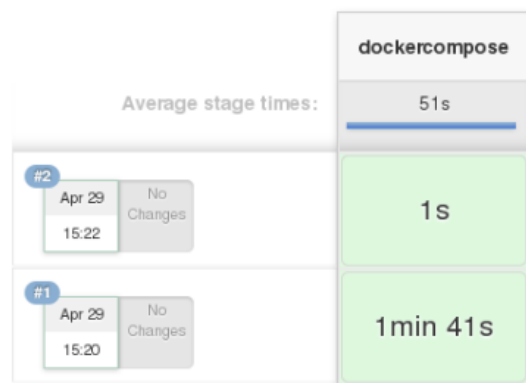 dockercompose
Average stage times:
51s
#2
Apr 29
No
Changes
15:22
1s
#1
Apr 29
No
Changes
15:20
1min 41s